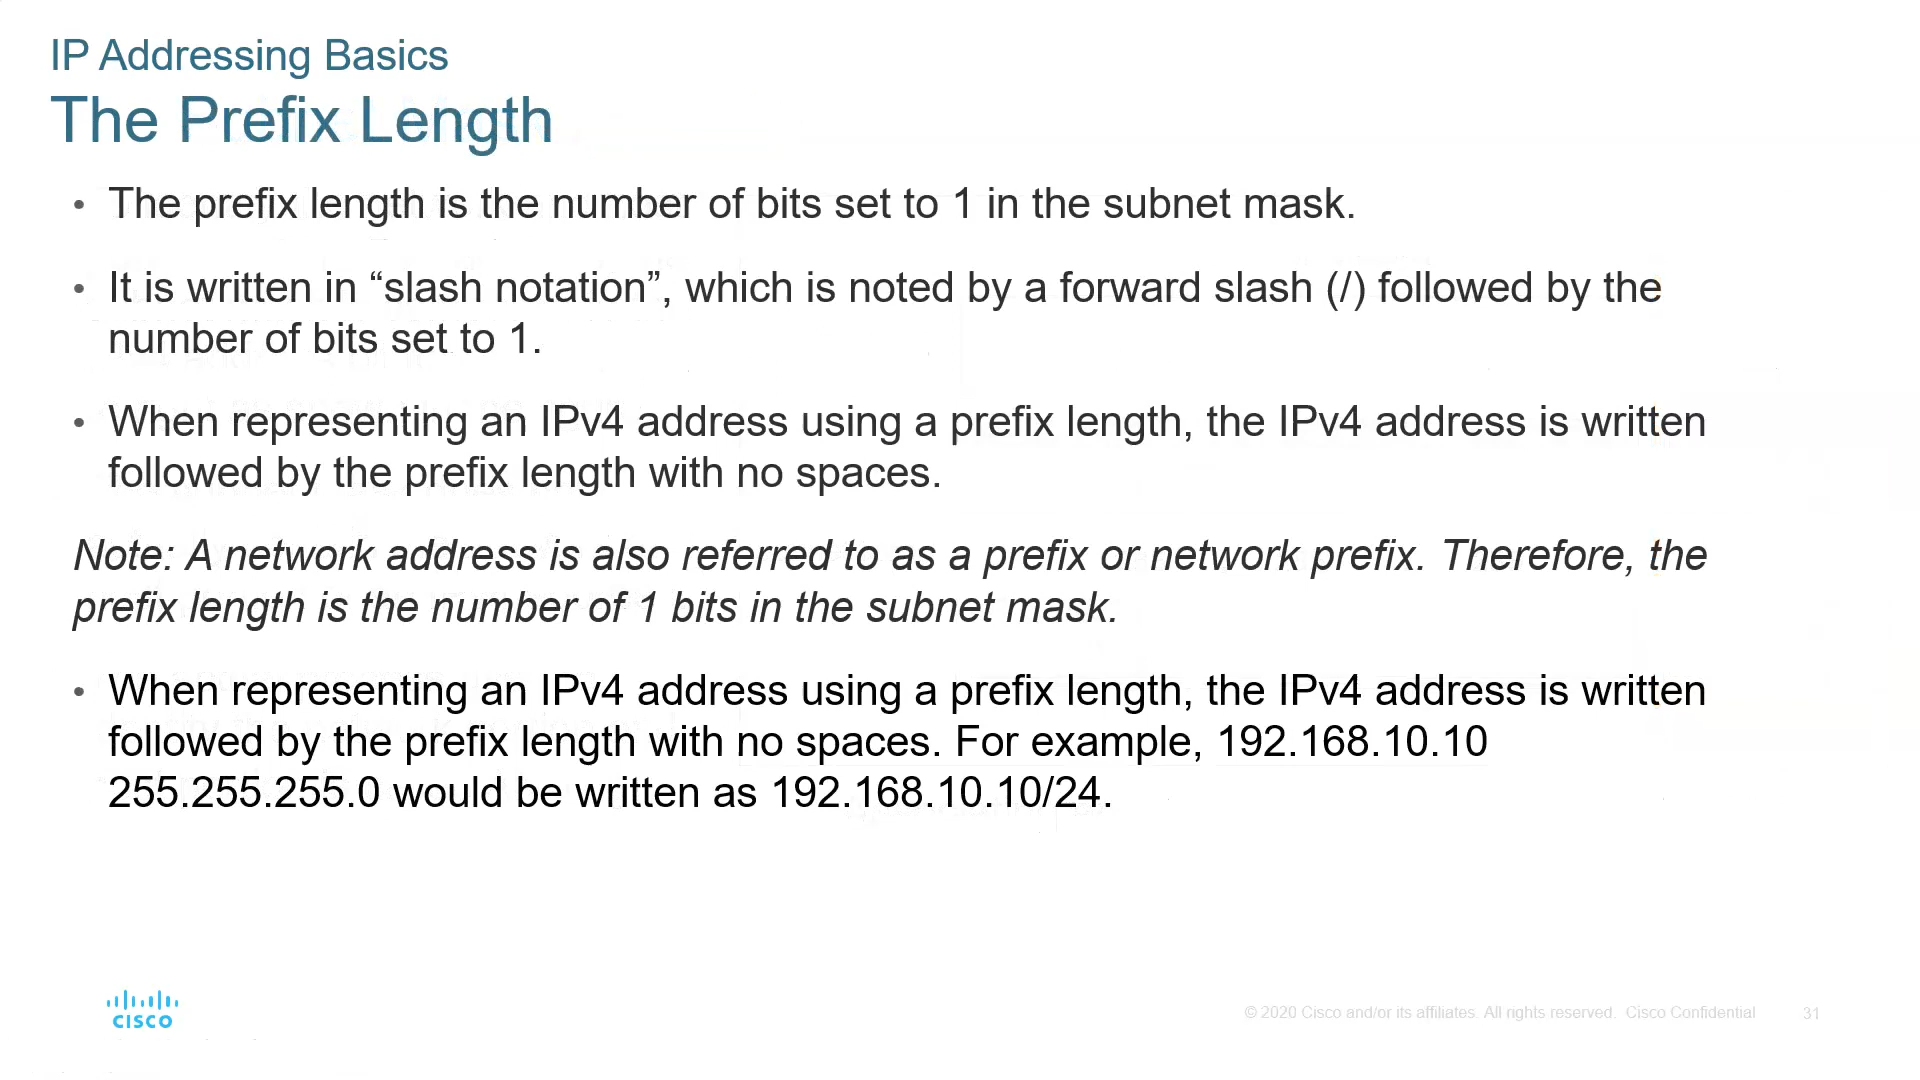 IP Addressing Basics
The Prefix Length
• The prefix length is the number of bits set to 1 in the subnet mask.
• It is written in “slash notation”, which is noted by a forward slash (/) followed by the
number of bits set to 1.
• When representing an IPv4 address using a prefix length, the IPv4 address is written
followed by the prefix length with no spaces.
Note: A network address is also referred to as a prefix or network prefix. Therefore, the
prefix length is the number of 1 bits in the subnet mask.
• When representing an IPv4 address using a prefix length, the IPv4 address is written
followed by the prefix length with no spaces. For example, 192.168.10.10
255.255.255.0 would be written as 192.168.10.10/24.
CISCO
© 2020 Cisco and/or its affiliates. All rights reserved. Cisco Confidential 31